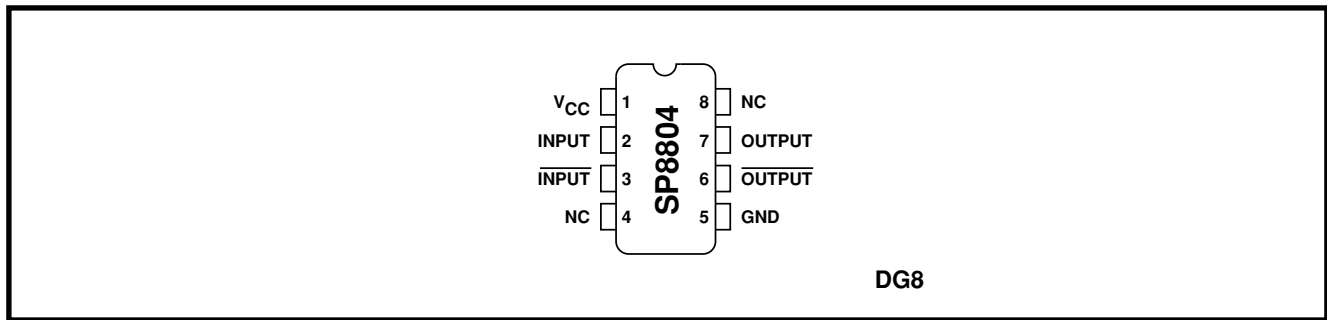 VCC 1 8 NC
INPUT 2 7 OUTPUT
INPUT 3 6 OUTPUT
NC 4 5 GND
SP8804
DG8